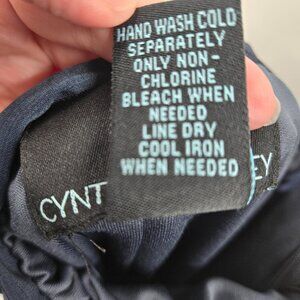 HAND WASH COLD
SEPARATELY
ONLY NON-
CHLORINE
BLEACH WHEN
NEEDED
LINE DRY
COOL IRON
WHEN NEEDED
CYNT
EY